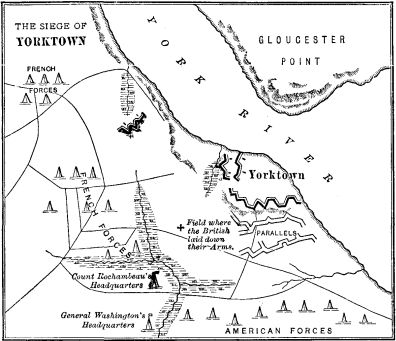 THE SIEGE OF
YORKTOWN
FRENCH
FORCES
YORK RIVER
GLOUCESTER
POINT
Yorktown
FRENCH FORCES
Field where
the British
laid down
their Arms.
PARALLELS
Count Rochambeau's
Headquarters
General Washington's
Headquarters
AMERICAN FORCES